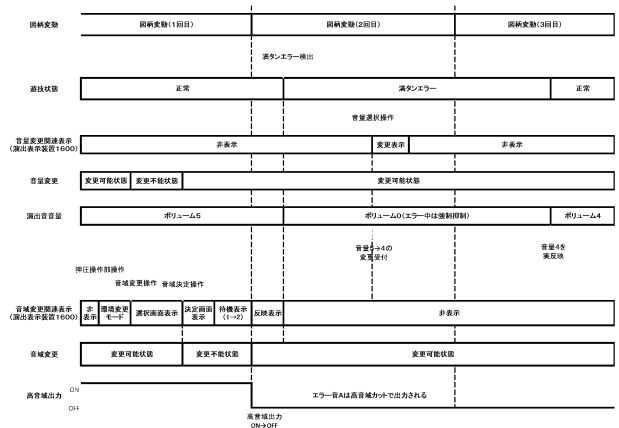 図柄変動
図柄変動(1回目)
図柄変動(2回目)
図柄変動(3回目)
満タンエラー検出
遊技状態
正常
満タンエラー
正常
音量選択操作
音量変更関連表示
(演出表示装置1600)
非表示
変更表示
非表示
音量変更
変更可能状態
変更不能状態
変更可能状態
演出音音量
ボリューム5
ボリューム0(エラー中は強制抑制)
ボリューム4
音量5→4の
変更受付
音量4を
実反映
押圧操作部操作
音域変更操作
音域決定操作
音域変更関連表示
(演出表示装置1600)
非
表示
環境変更
モード
選択画面表示
決定画面
表示
待機表示
(1→2)
反映表示
非表示
音域変更
変更可能状態
変更不能状態
変更可能状態
高音域出力
ON
OFF
エラー音Aは高音域カットで出力される
高音域出力
ON→OFF